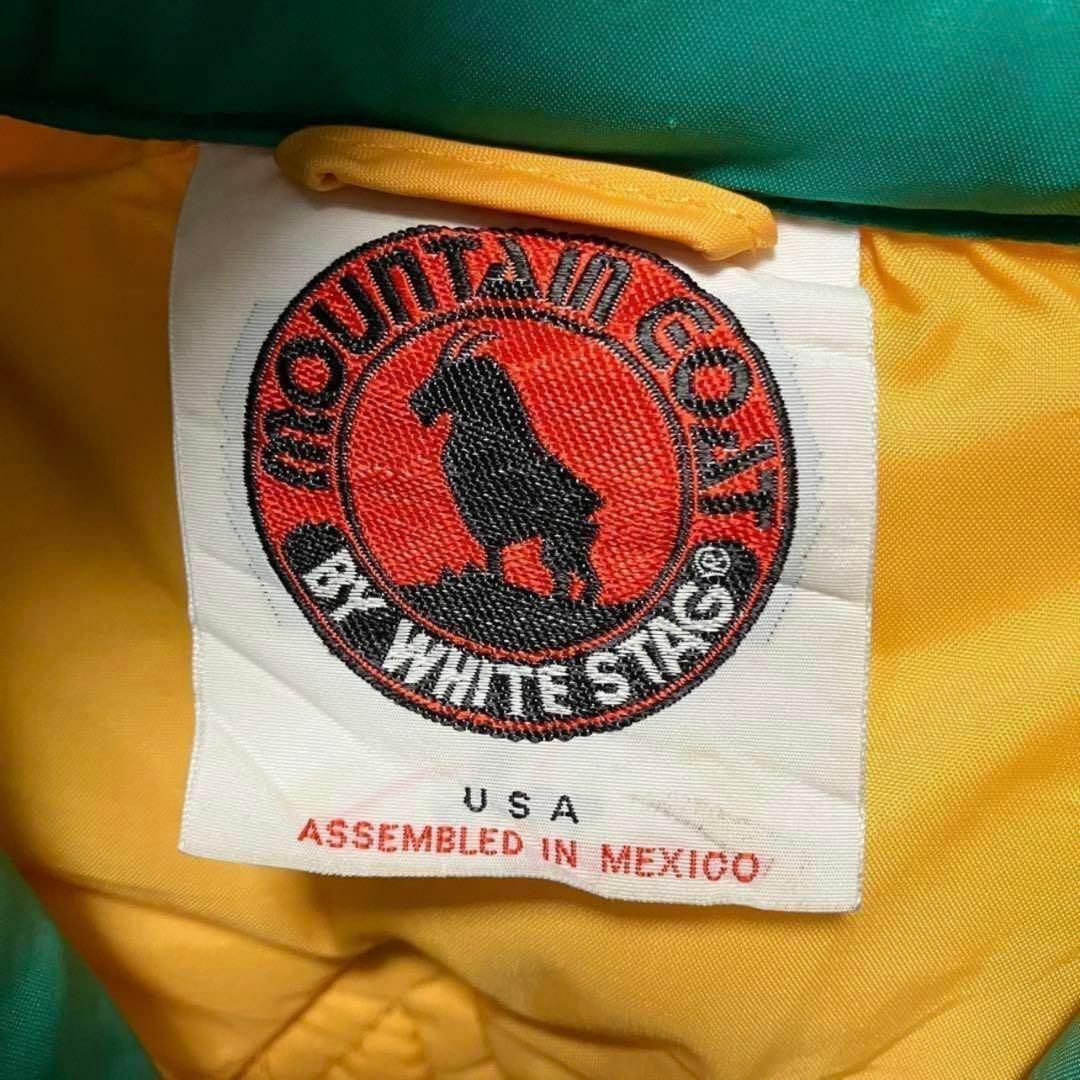 MOUNTAIN GOAT
BY WHITE STAG®
USA
ASSEMBLED IN MEXICO